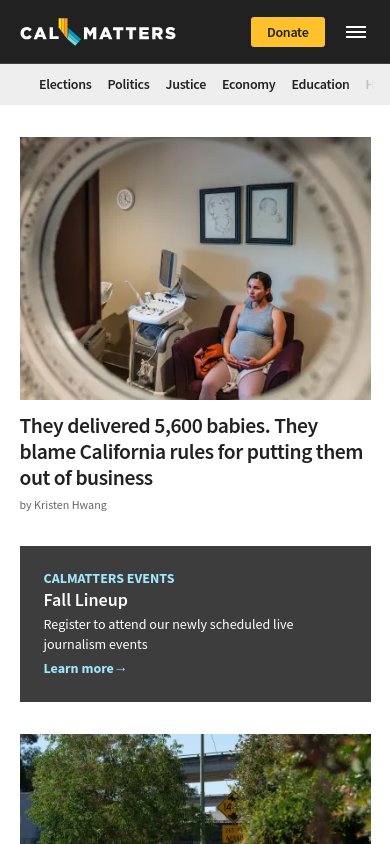 CAL MATTERS
Donate
Elections Politics Justice Economy Education H
They delivered 5,600 babies. They
blame California rules for putting them
out of business
by Kristen Hwang
CALMATTERS EVENTS
Fall Lineup
Register to attend our newly scheduled live
journalism events
Learn more→